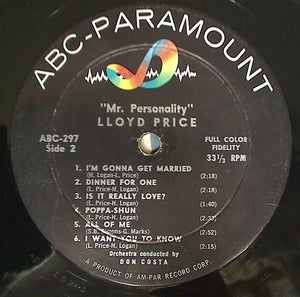 ABC-PARAMOUNT
"Mr. Personality"
LLOYD PRICE
ABC-297
Side 2
FULL COLOR
FIDELITY
33⅓ RPM
1. I'M GONNA GET MARRIED
(H. Logan-L. Price) (2:18)
2. DINNER FOR ONE
(L. Price-H. Logan) (2:18)
3. IS IT REALLY LOVE?
(L. Price-H. Logan) (1:40)
4. POPPA-SHUN
(L. Price-H. Logan) (2:33)
5. ALL OF ME
(S.B. Simons-G. Marks) (2:52)
6. I WANT YOU TO KNOW
(L. Price-H. Logan) (2:15)
Orchestra conducted by
DON COSTA
A PRODUCT OF AM-PAR RECORD CORP.